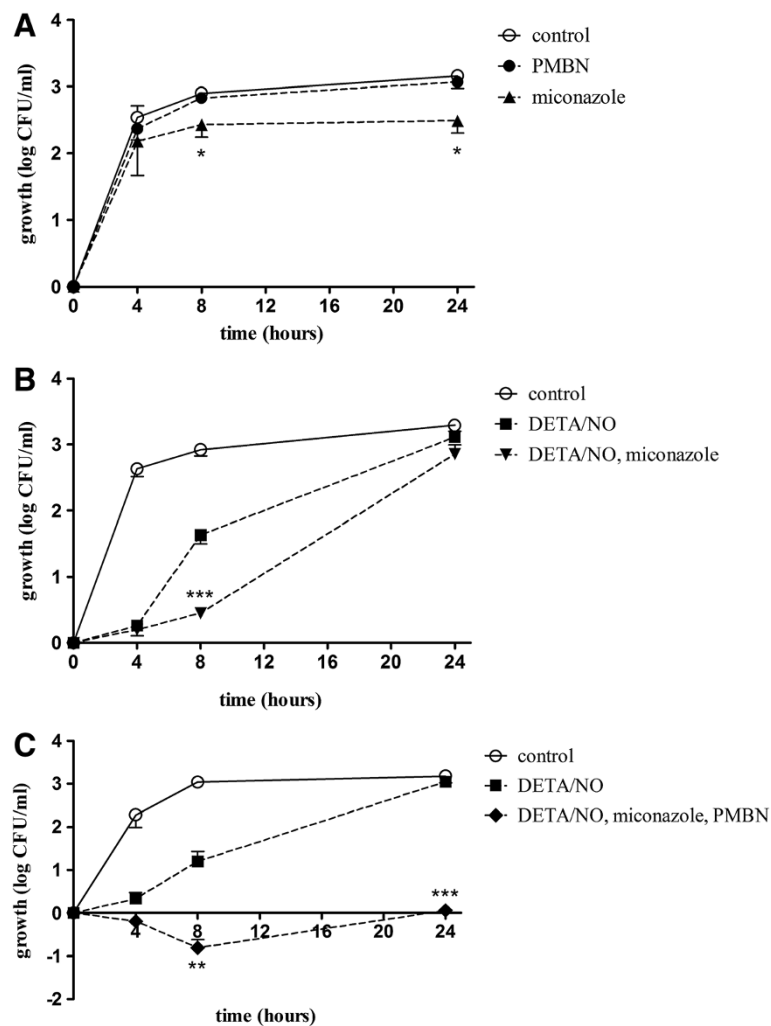 A
control
PMBN
miconazole
growth (log CFU/ml)
4
3
2
1
0
0 4 8 12 16 20 24
* *
time (hours)
B
control
DETA/NO
DETA/NO, miconazole
growth (log CFU/ml)
4
3
2
1
0
***
0 4 8 12 16 20 24
time (hours)
C
control
DETA/NO
DETA/NO, miconazole, PMBN
growth (log CFU/ml)
4
3
2
1
0
-1
-2
***
4 8 12 16 20 24
**
time (hours)